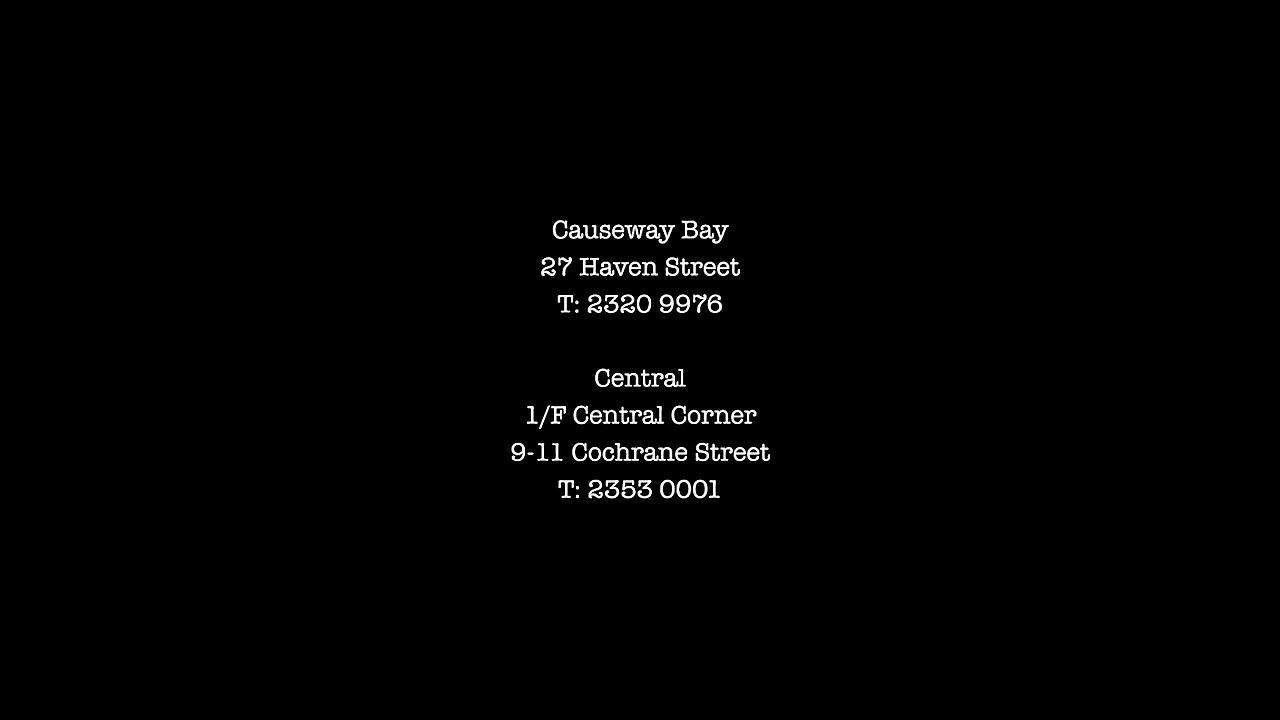 Causeway Bay
27 Haven Street
T: 2320 9976
Central
1/F Central Corner
9-11 Cochrane Street
T: 2353 0001